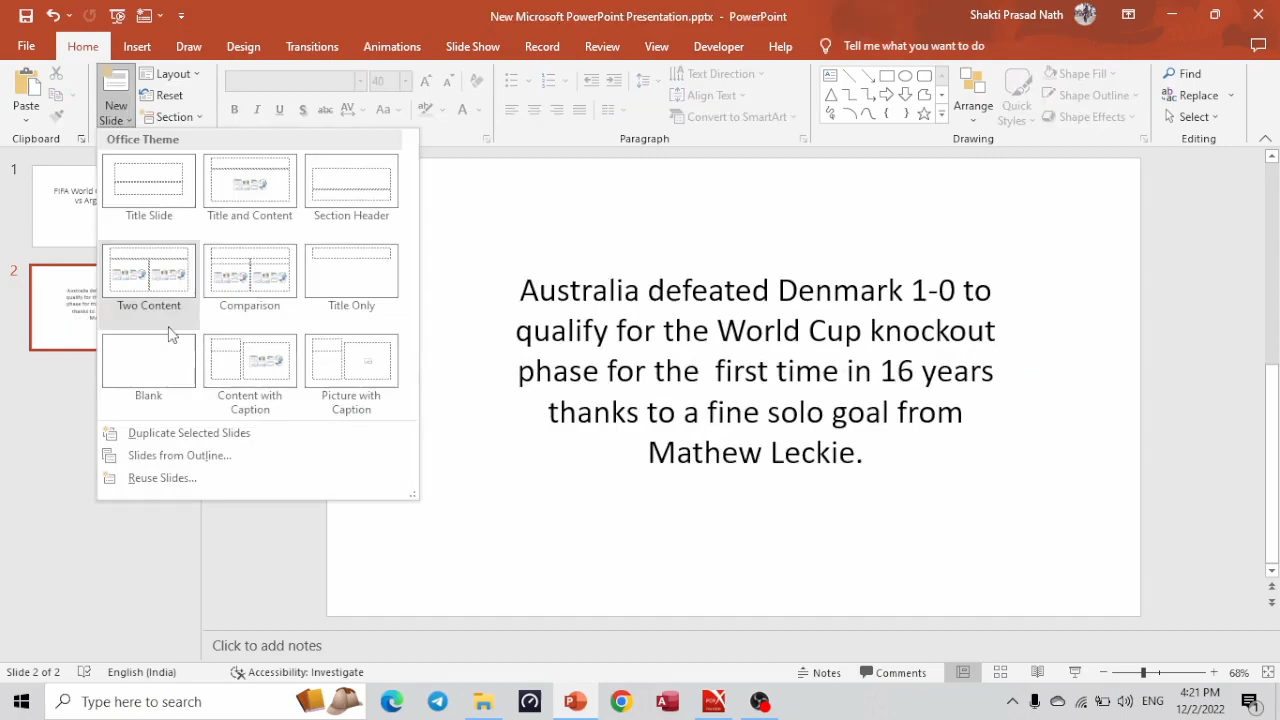 New Microsoft PowerPoint Presentation.pptx - PowerPoint
Shakti Prasad Nath
File Home Insert Draw Design Transitions Animations Slide Show Record Review View Developer Help Tell me what you want to do
Paste
Clipboard
New Slide
Layout
Reset
Section
40
Text Direction
Align Text
Convert to SmartArt
Paragraph
Arrange
Quick Styles
Shape Fill
Shape Outline
Shape Effects
Drawing
Find
Replace
Select
Editing
Office Theme
Title Slide
Title and Content
Section Header
Two Content
Comparison
Title Only
Blank
Content with Caption
Picture with Caption
Duplicate Selected Slides
Slides from Outline...
Reuse Slides...
1
FIFA World
vs Arg
2
Australia defeated Denmark 1-0 to
qualify for the World Cup knockout
phase for the  first time in 16 years
thanks to a fine solo goal from
Mathew Leckie.
Click to add notes
Slide 2 of 2 English (India) Accessibility: Investigate Notes Comments 68%
Type here to search
ENG
4:21 PM
12/2/2022
1